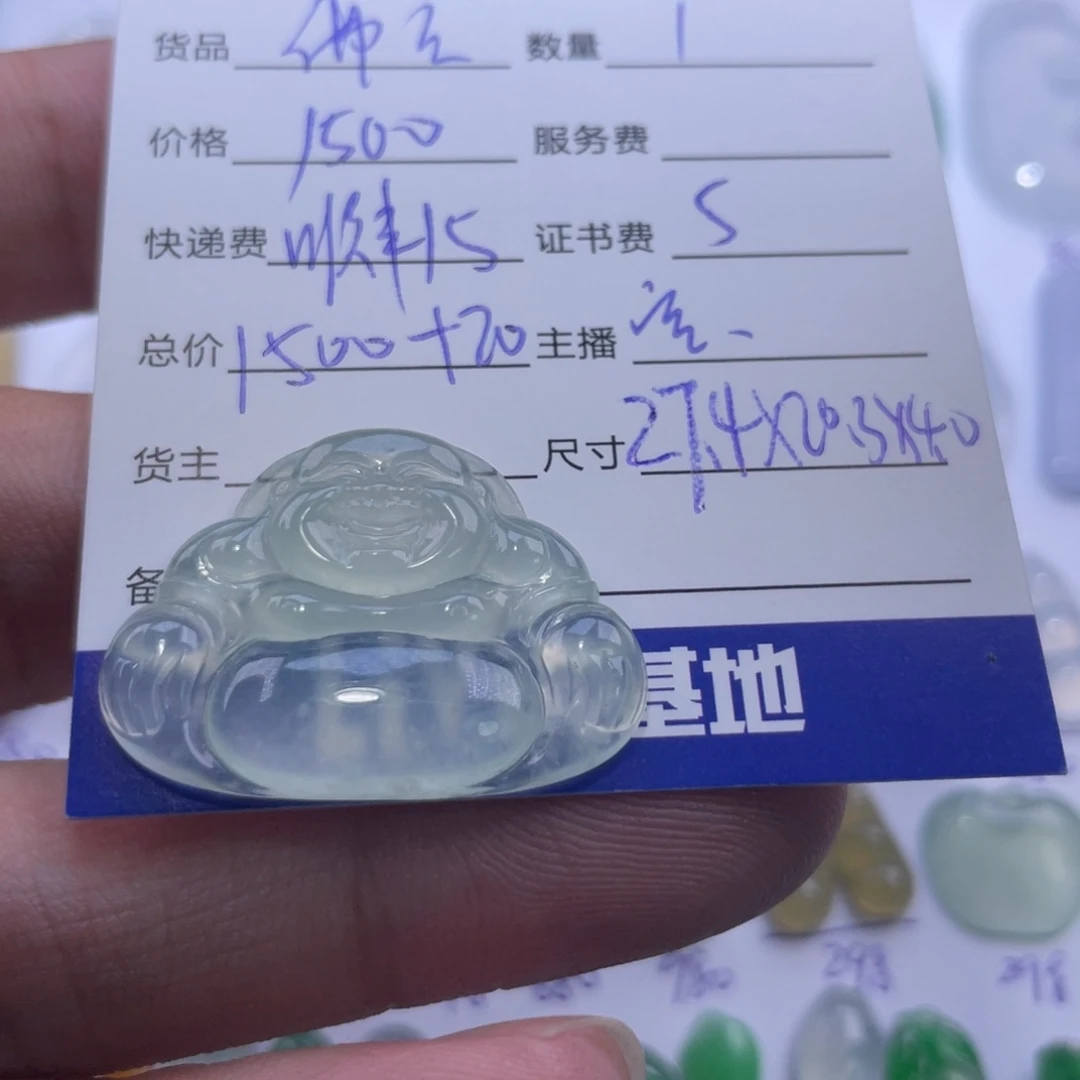 货品 佛公 数量 1
价格 1500 服务费
快递费 顺丰15 证书费 5
总价 1500+20 主播
货主 尺寸 27.4X20.3X4.0
备
基地
298